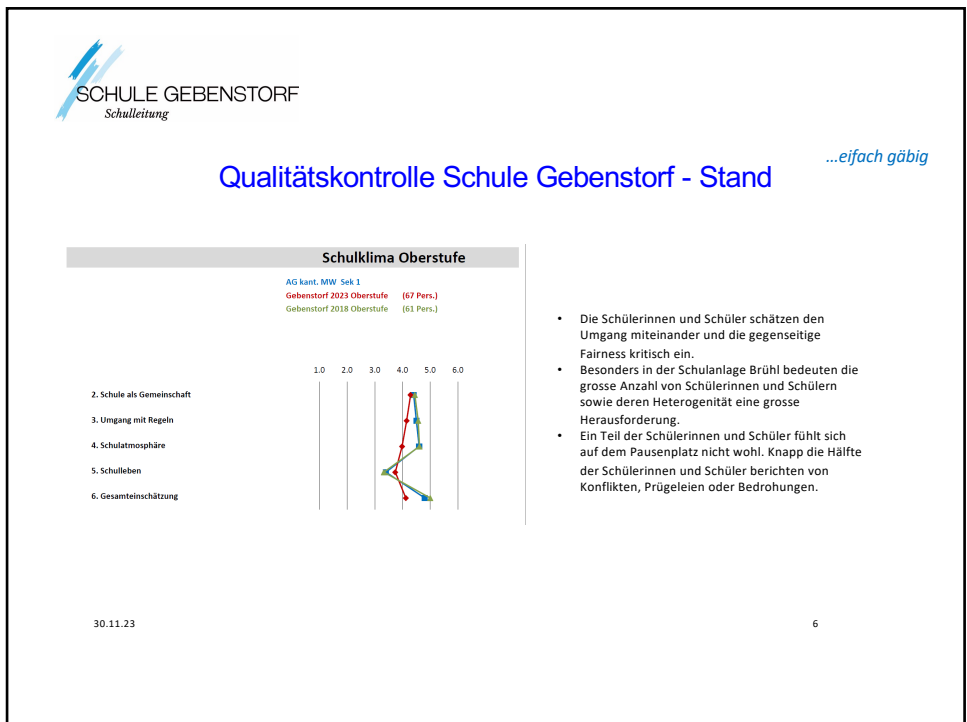 SCHULE GEBENSTORF
Schulleitung
...eifach gäbig
Qualitätskontrolle Schule Gebenstorf - Stand
Schulklima Oberstufe
AG kant. MW Sek 1
Gebenstorf 2023 Oberstufe (67 Pers.)
Gebenstorf 2018 Oberstufe (61 Pers.)
1.0 2.0 3.0 4.0 5.0 6.0
2. Schule als Gemeinschaft
3. Umgang mit Regeln
4. Schulatmosphäre
5. Schulleben
6. Gesamteinschätzung
• Die Schülerinnen und Schüler schätzen den
Umgang miteinander und die gegenseitige
Fairness kritisch ein.
• Besonders in der Schulanlage Brühl bedeuten die
grosse Anzahl von Schülerinnen und Schülern
sowie deren Heterogenität eine grosse
Herausforderung.
• Ein Teil der Schülerinnen und Schüler fühlt sich
auf dem Pausenplatz nicht wohl. Knapp die Hälfte
der Schülerinnen und Schüler berichten von
Konflikten, Prügeleien oder Bedrohungen.
30.11.23
6